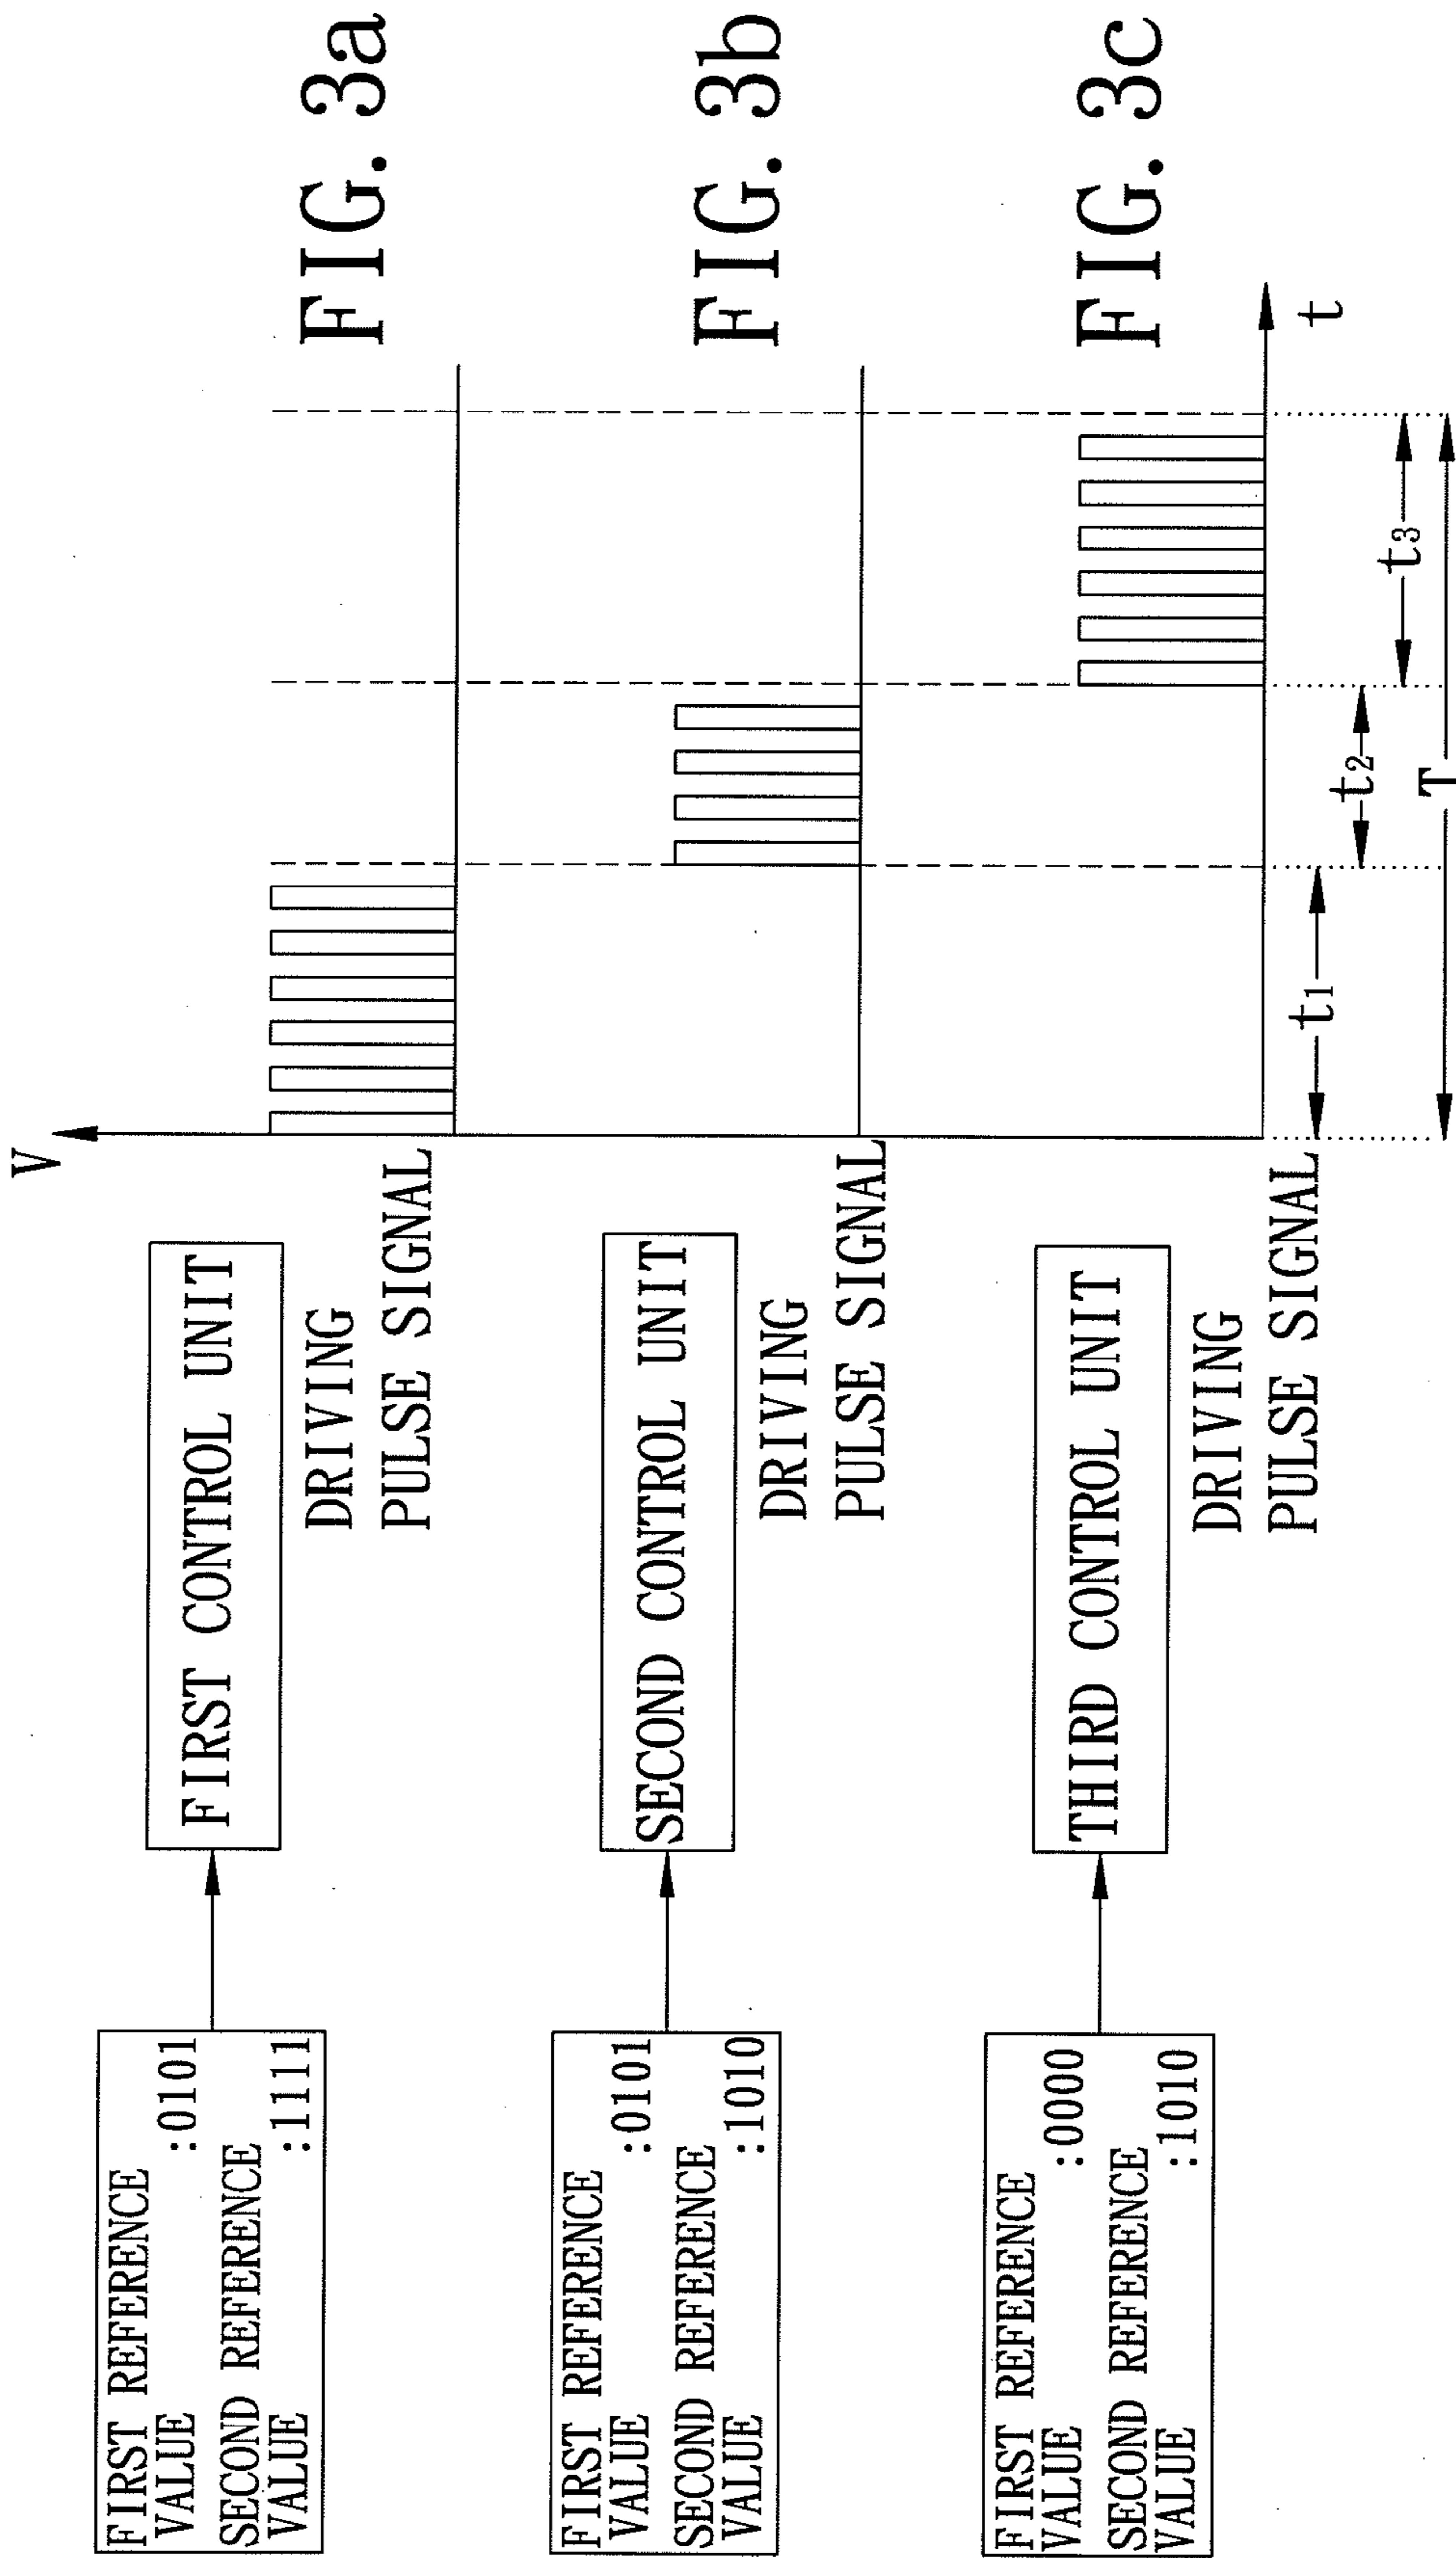 FIRST REFERENCE
VALUE :0101
SECOND REFERENCE
VALUE :1111
FIRST CONTROL UNIT
DRIVING
PULSE SIGNAL
V
FIG. 3a
FIRST REFERENCE
VALUE :0101
SECOND REFERENCE
VALUE :1010
SECOND CONTROL UNIT
DRIVING
PULSE SIGNAL
FIG. 3b
FIRST REFERENCE
VALUE :0000
SECOND REFERENCE
VALUE :1010
THIRD CONTROL UNIT
DRIVING
PULSE SIGNAL
FIG. 3c
t
t1
t2
t3
T